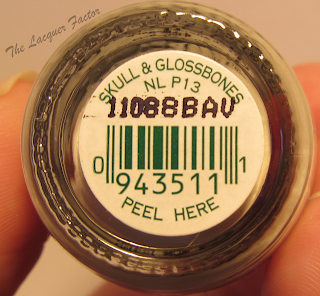 The Lacquer Factor
SKULL & GLOSSBONES
NL P13
11088BAV
0 943511 1
PEEL HERE